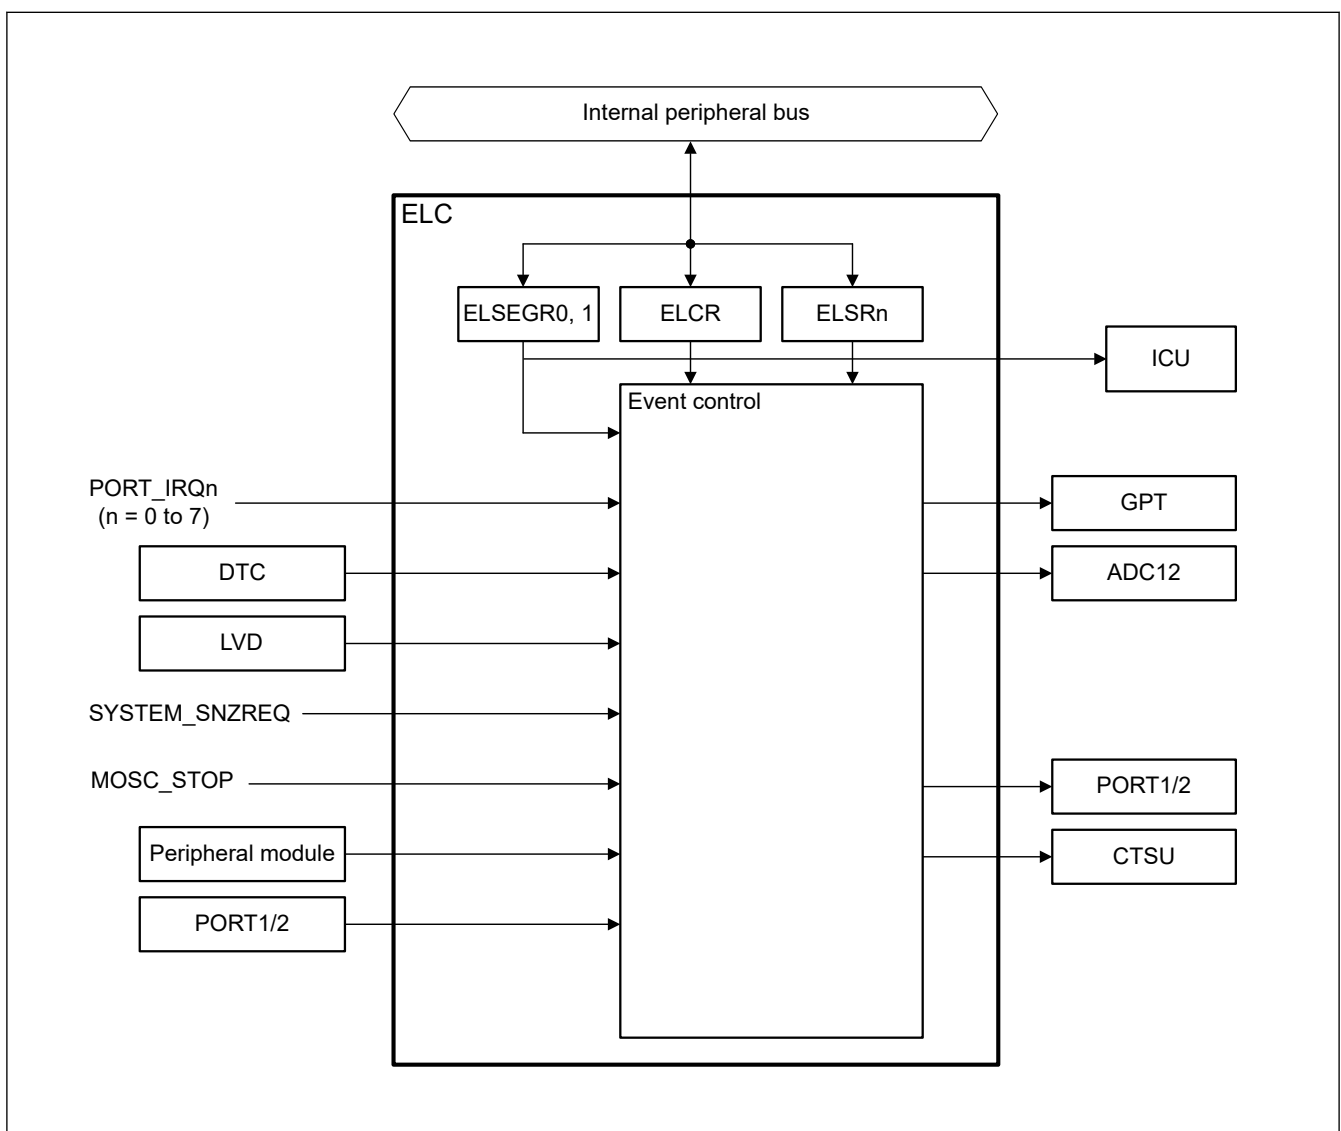 Internal peripheral bus
ELC
ELSEGR0, 1
ELCR
ELSRn
ICU
Event control
PORT_IRQn
(n = 0 to 7)
GPT
DTC
ADC12
LVD
SYSTEM_SNZREQ
MOSC_STOP
PORT1/2
Peripheral module
CTSU
PORT1/2